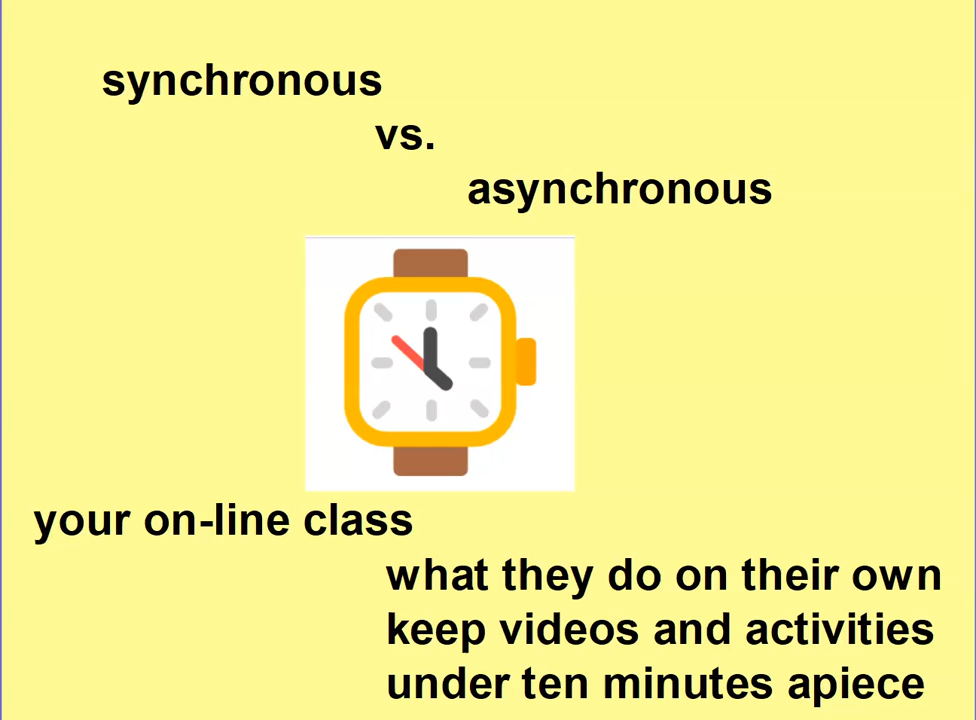 synchronous
vs.
asynchronous
your on-line class
what they do on their own
keep videos and activities
under ten minutes apiece